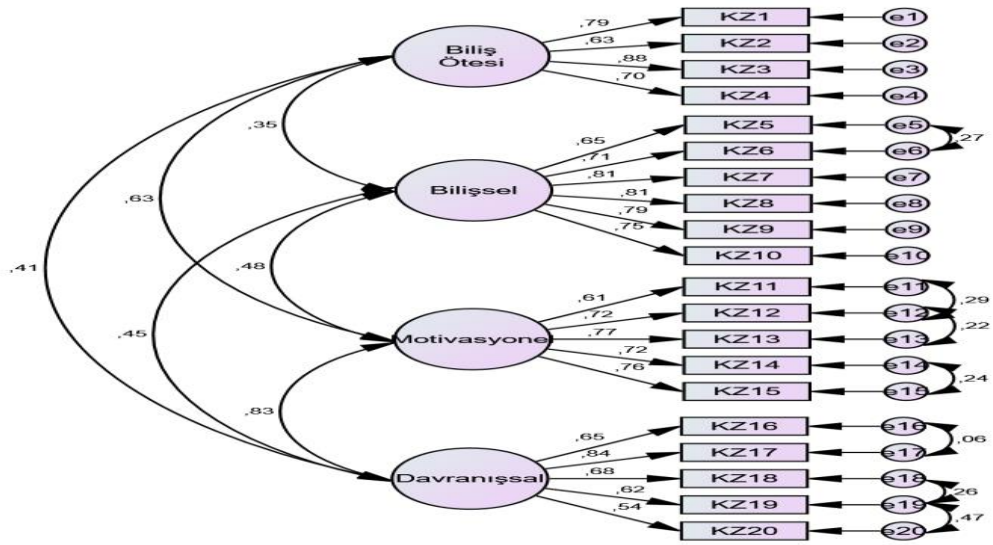 Biliş
Ötesi
,79 KZ1 e1
,63 KZ2 e2
,88 KZ3 e3
,70 KZ4 e4
,35
Bilişsel
,65 KZ5 e5
,71 KZ6 e6
,27
,81 KZ7 e7
,81 KZ8 e8
,79 KZ9 e9
,75 KZ10 e10
,63
,41
,48
,45
Motivasyonel
,61 KZ11 e11
,72 KZ12 e12
,29
,77 KZ13 e13
,22
,72 KZ14 e14
,76 KZ15 e15
,24
,83
Davranışsal
,65 KZ16 e16
,84 KZ17 e17
,06
,68 KZ18 e18
,62 KZ19 e19
,26
,54 KZ20 e20
,47